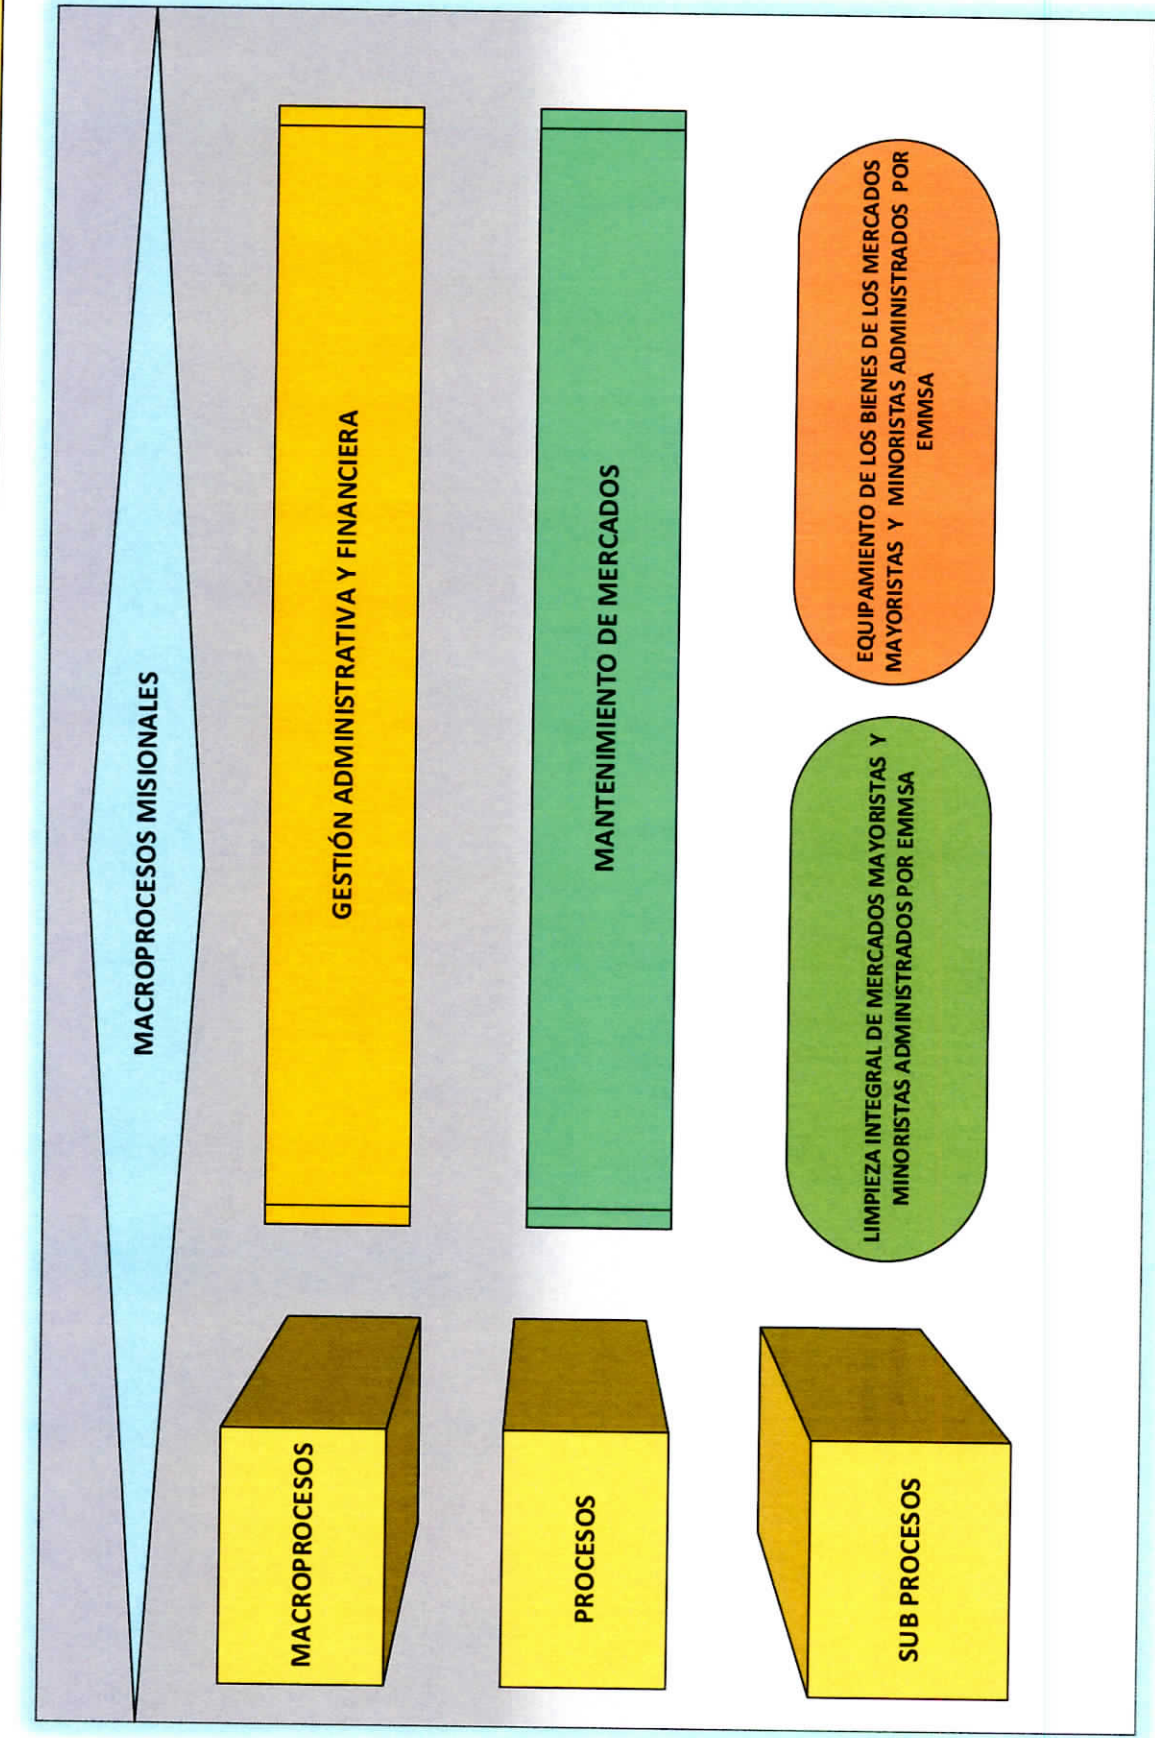 MACROPROCESOS MISIONALES
MACROPROCESOS
GESTIÓN ADMINISTRATIVA Y FINANCIERA
PROCESOS
MANTENIMIENTO DE MERCADOS
SUB PROCESOS
LIMPIEZA INTEGRAL DE MERCADOS MAYORISTAS Y
MINORISTAS ADMINISTRADOS POR EMMSA
EQUIPAMIENTO DE LOS BIENES DE LOS MERCADOS
MAYORISTAS Y MINORISTAS ADMINISTRADOS POR
EMMSA